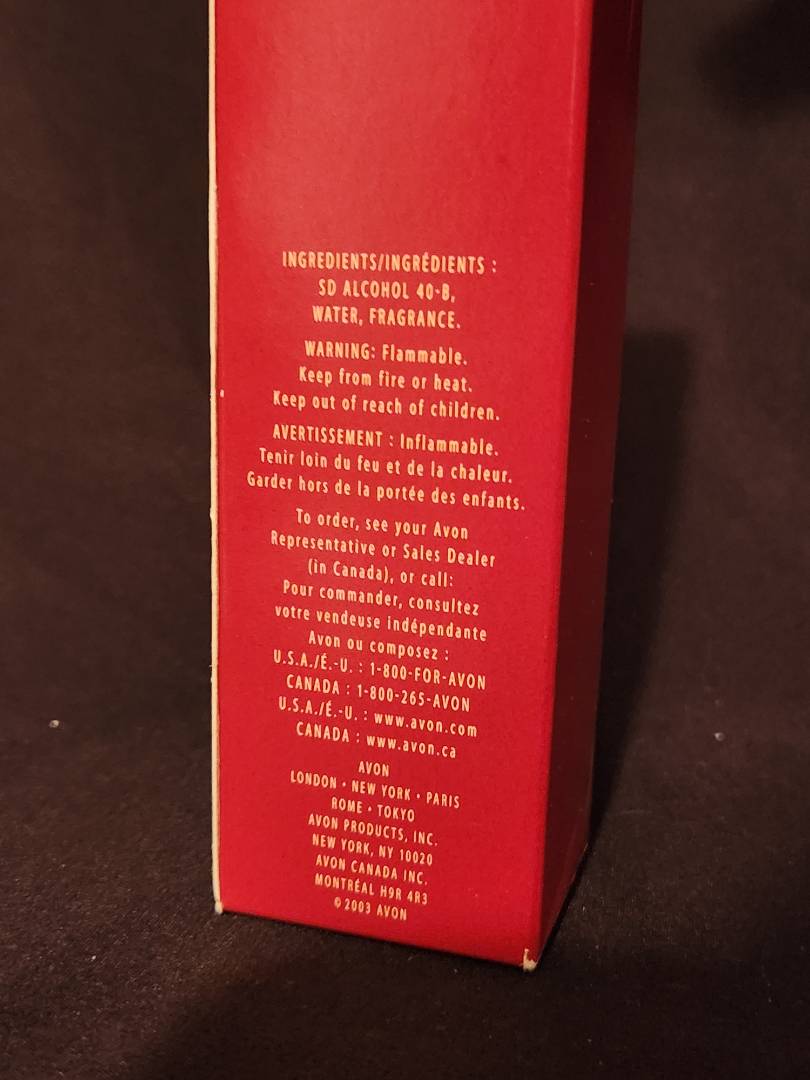 INGREDIENTS/INGRÉDIENTS :
SD ALCOHOL 40-B,
WATER, FRAGRANCE.
WARNING: Flammable.
Keep from fire or heat.
Keep out of reach of children.
AVERTISSEMENT : Inflammable.
Tenir loin du feu et de la chaleur.
Garder hors de la portée des enfants.
To order, see your Avon
Representative or Sales Dealer
(in Canada), or call:
Pour commander, consultez
votre vendeuse indépendante
Avon ou composez :
U.S.A./É.-U. : 1-800-FOR-AVON
CANADA : 1-800-265-AVON
U.S.A./É.-U. : www.avon.com
CANADA : www.avon.ca
AVON
LONDON • NEW YORK • PARIS
ROME • TOKYO
AVON PRODUCTS, INC.
NEW YORK, NY 10020
AVON CANADA INC.
MONTRÉAL H9R 4R3
© 2003 AVON